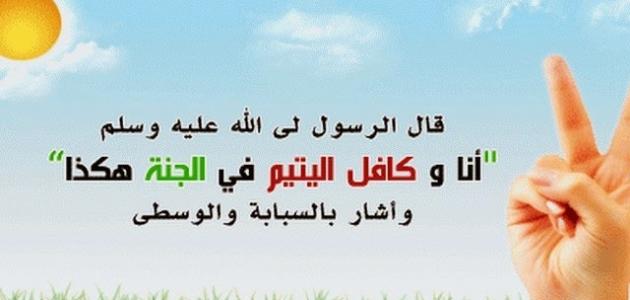 قال الرسول لى الله عليه وسلم
"أنا و كافل اليتيم في الجنة هكذا"
وأشار بالسبابة والوسطى